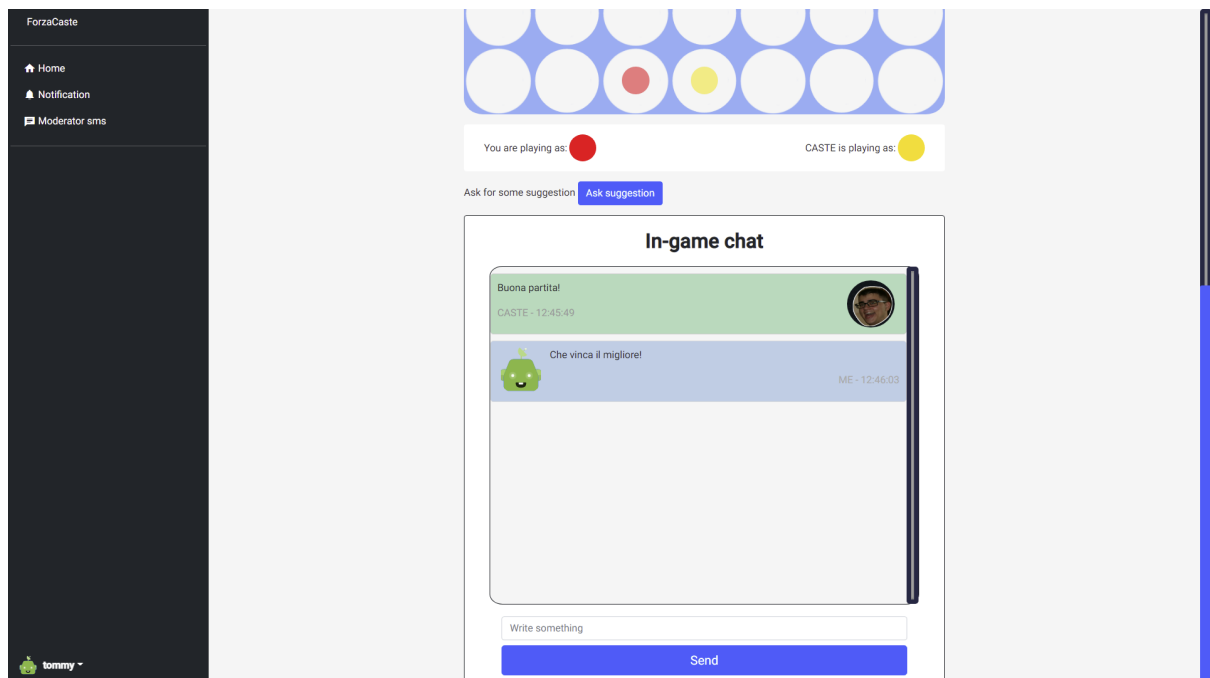 ForzaCaste
Home
Notification
Moderator sms
You are playing as:
CASTE is playing as:
Ask for some suggestion Ask suggestion
In-game chat
Buona partita!
CASTE - 12:45:49
Che vinca il migliore!
ME - 12:46:03
Write something
Send
tommy